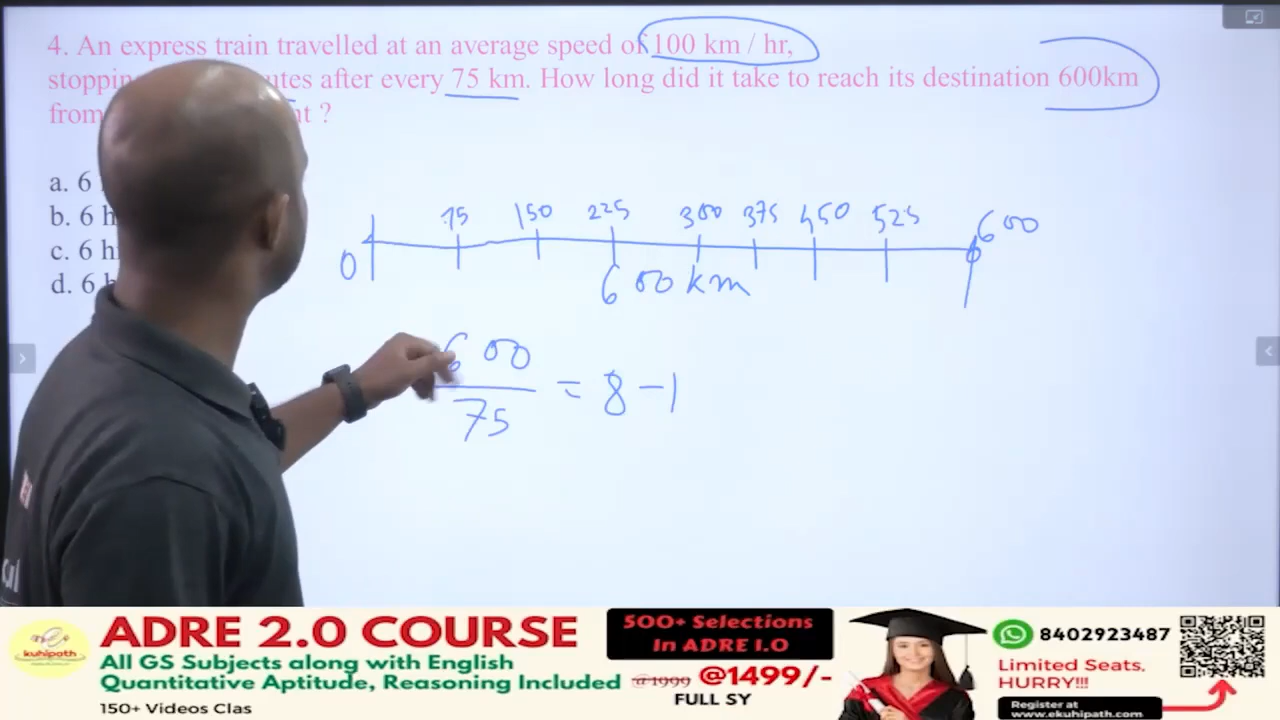 4. An express train travelled at an average speed of 100 km / hr,
stoppin utes after every 75 km. How long did it take to reach its destination 600km
from t ?
a. 6
b. 6 h
c. 6 h
d. 6
0 75 150 225 300 375 450 525 600
600 km
600
75
= 8 - 1
kuhipath
ADRE 2.0 COURSE
All GS Subjects along with English
Quantitative Aptitude, Reasoning Included
150+ Videos Clas
500+ Selections
In ADRE 1.0
@1999 @1499/-
FULL SY
8402923487
Limited Seats,
HURRY!!!
Register at
www.ekuhipath.com